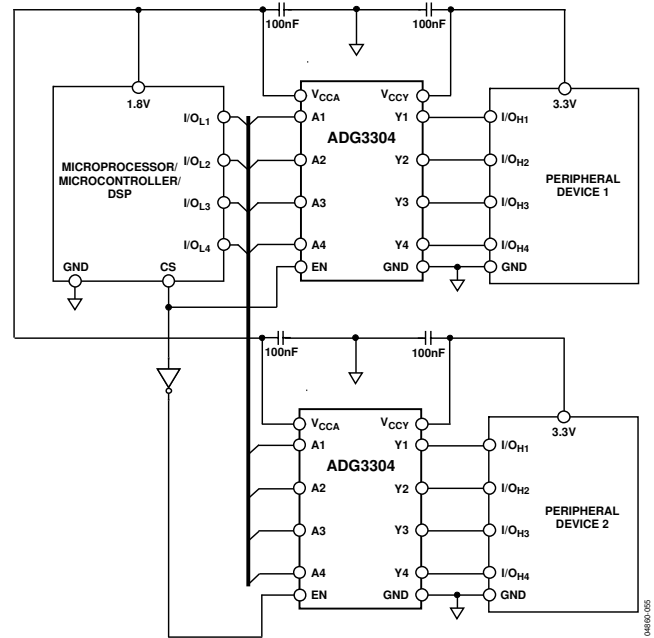 100nF 100nF
1.8V
VCCA VCCY
3.3V
I/OL1 A1 Y1 I/OH1
ADG3304
I/OL2 A2 Y2 I/OH2
MICROPROCESSOR/
MICROCONTROLLER/
DSP
PERIPHERAL
DEVICE 1
I/OL3 A3 Y3 I/OH3
I/OL4 A4 Y4 I/OH4
GND CS EN GND GND
100nF 100nF
VCCA VCCY
3.3V
A1 Y1 I/OH1
ADG3304
A2 Y2 I/OH2
PERIPHERAL
DEVICE 2
A3 Y3 I/OH3
A4 Y4 I/OH4
EN GND GND
04860-055